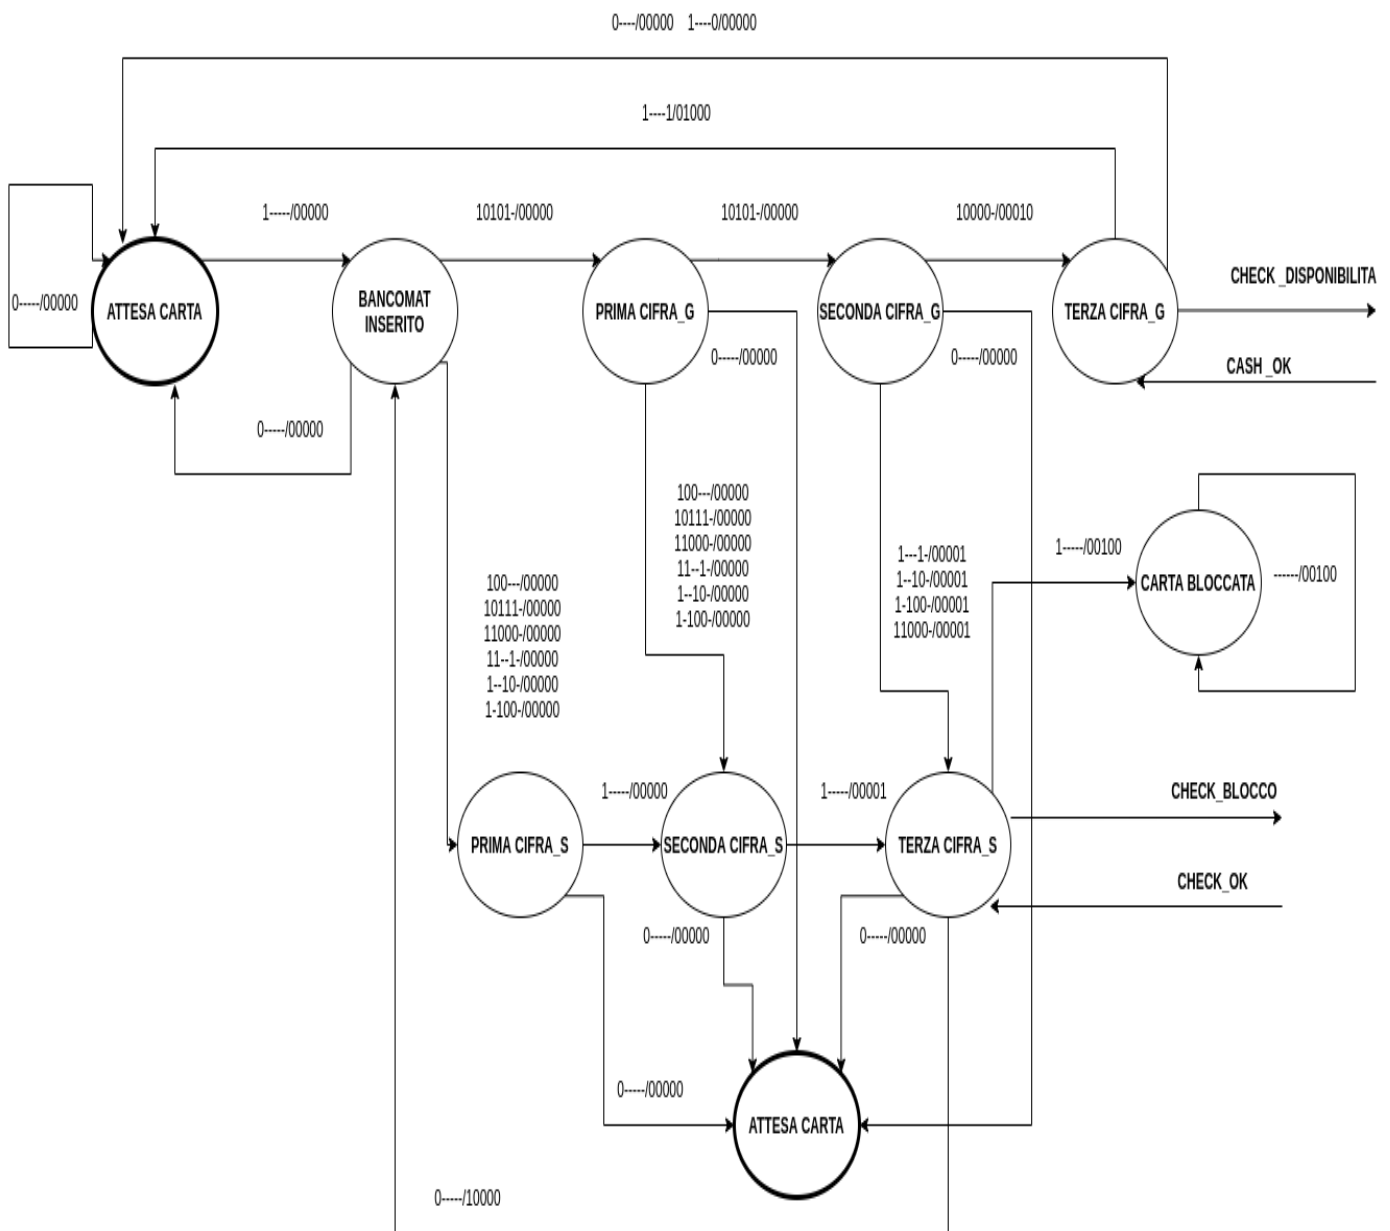 0----/00000 1----0/00000
1----1/01000
1-----/00000
10101-/00000
10101-/00000
10000-/00010
CHECK _DISPONIBILITA
0-----/00000
ATTESA CARTA
BANCOMAT
INSERITO
PRIMA CIFRA_G
SECONDA CIFRA_G
TERZA CIFRA_G
0-----/00000
0-----/00000
CASH _OK
0-----/00000
100---/00000
10111-/00000
11000-/00000
11--1-/00000
1--10-/00000
1-100-/00000
1---1-/00001
1--10-/00001
1-100-/00001
11000-/00001
1-----/00100
CARTA BLOCCATA
------/00100
100---/00000
10111-/00000
11000-/00000
11--1-/00000
1--10-/00000
1-100-/00000
1-----/00000
1-----/00001
CHECK_BLOCCO
PRIMA CIFRA_S
SECONDA CIFRA_S
TERZA CIFRA_S
CHECK_OK
0-----/00000
0-----/00000
0-----/00000
ATTESA CARTA
0-----/10000